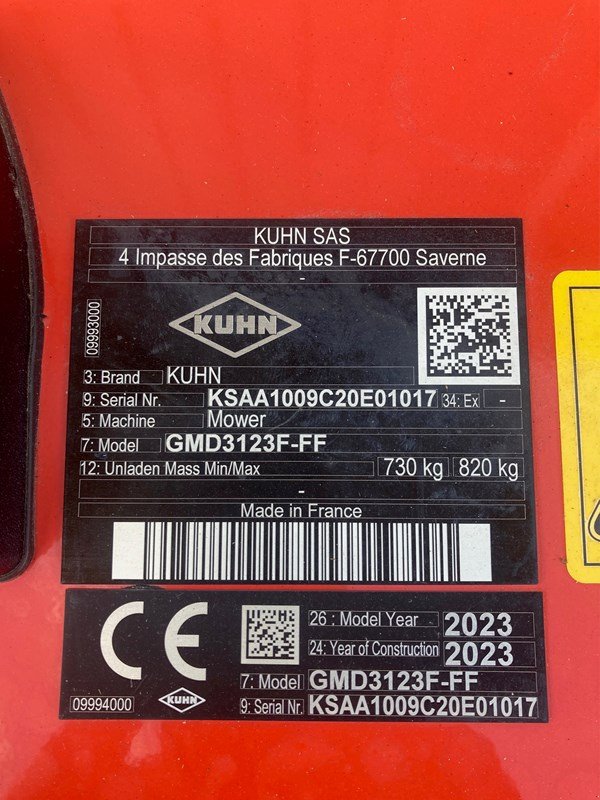 KUHN SAS
4 Impasse des Fabriques F-67700 Saverne
-
09993000
KUHN
3: Brand KUHN
9: Serial Nr. KSAA1009C20E01017 34: Ex -
5: Machine Mower
7: Model GMD3123F-FF
12: Unladen Mass Min/Max 730 kg 820 kg
-
Made in France
CE
26 : Model Year 2023
24: Year of Construction 2023
7: Model GMD3123F-FF
09994000 KUHN 9: Serial Nr. KSAA1009C20E01017